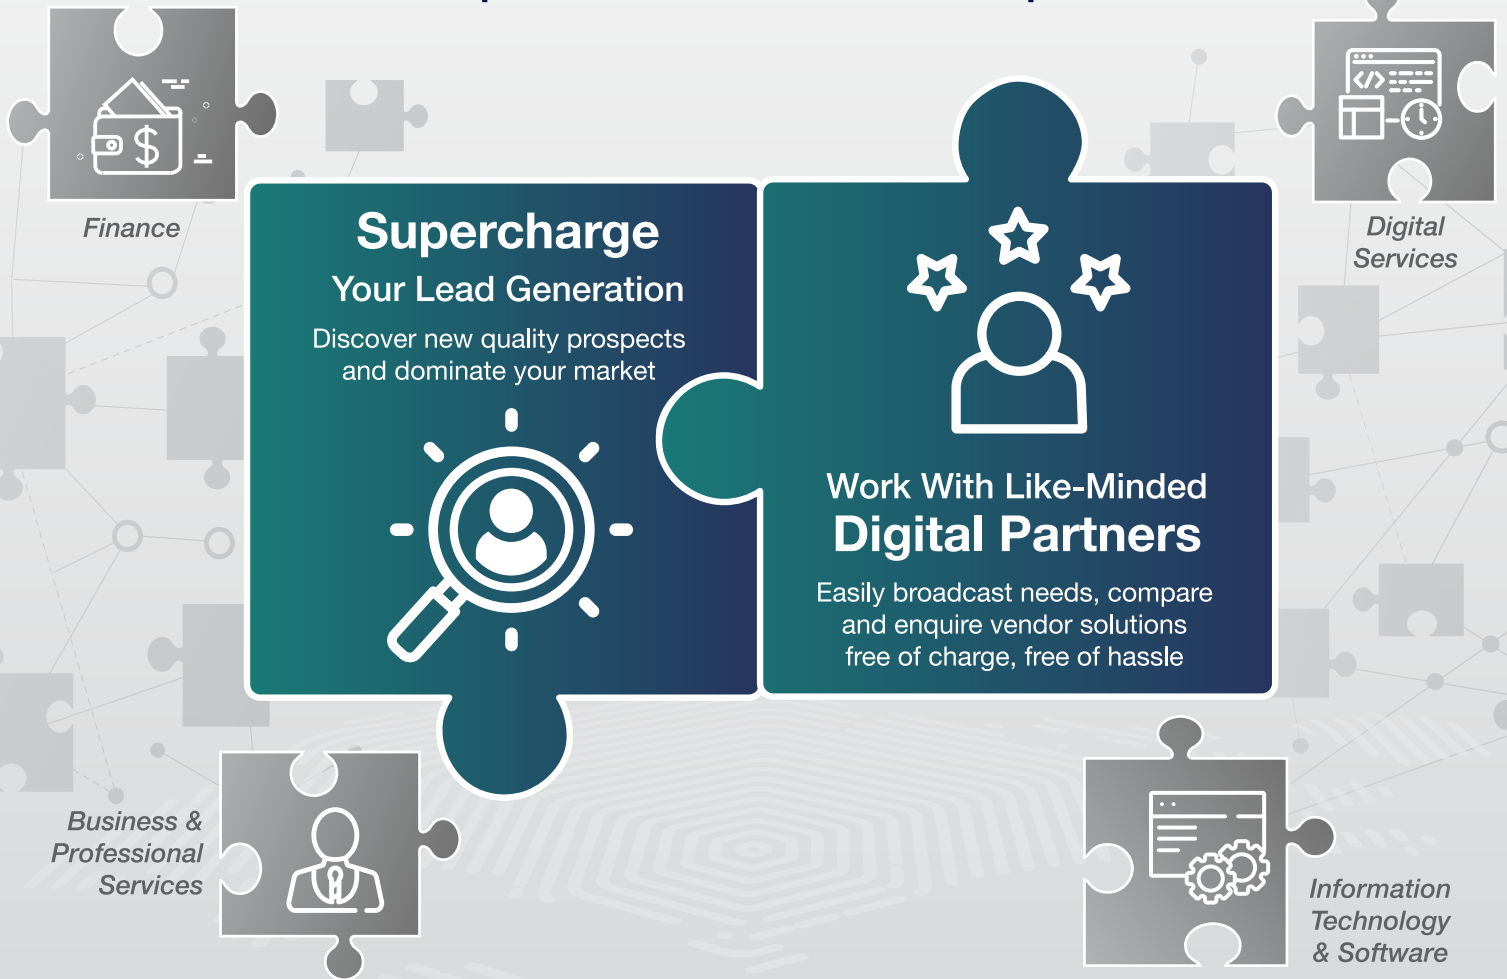 Finance
Digital
Services
Supercharge
Your Lead Generation
Discover new quality prospects
and dominate your market
Work With Like-Minded
Digital Partners
Easily broadcast needs, compare
and enquire vendor solutions
free of charge, free of hassle
Business &
Professional
Services
Information
Technology
& Software